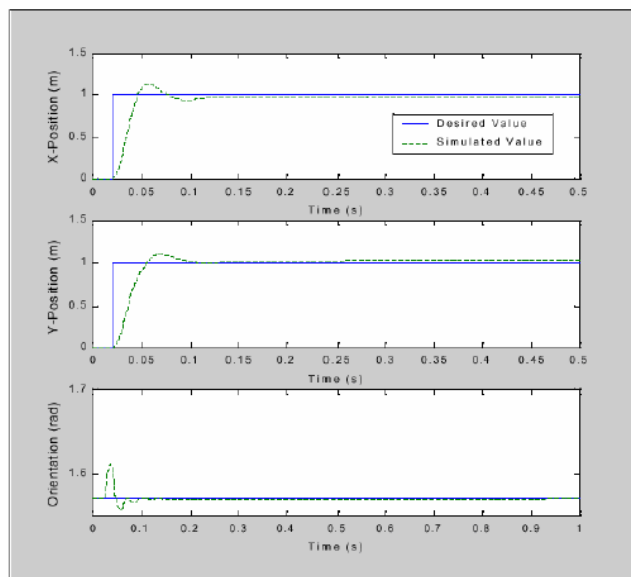 X-Position (m)
1.5
1
0.5
0
Desired Value
Simulated Value
0 0.05 0.1 0.15 0.2 0.25 0.3 0.35 0.4 0.45 0.5
Time (s)
Y-Position (m)
1.5
1
0.5
0
0 0.05 0.1 0.15 0.2 0.25 0.3 0.35 0.4 0.45 0.5
Time (s)
Orientation (rad)
1.7
1.6
0 0.1 0.2 0.3 0.4 0.5 0.6 0.7 0.8 0.9 1
Time (s)